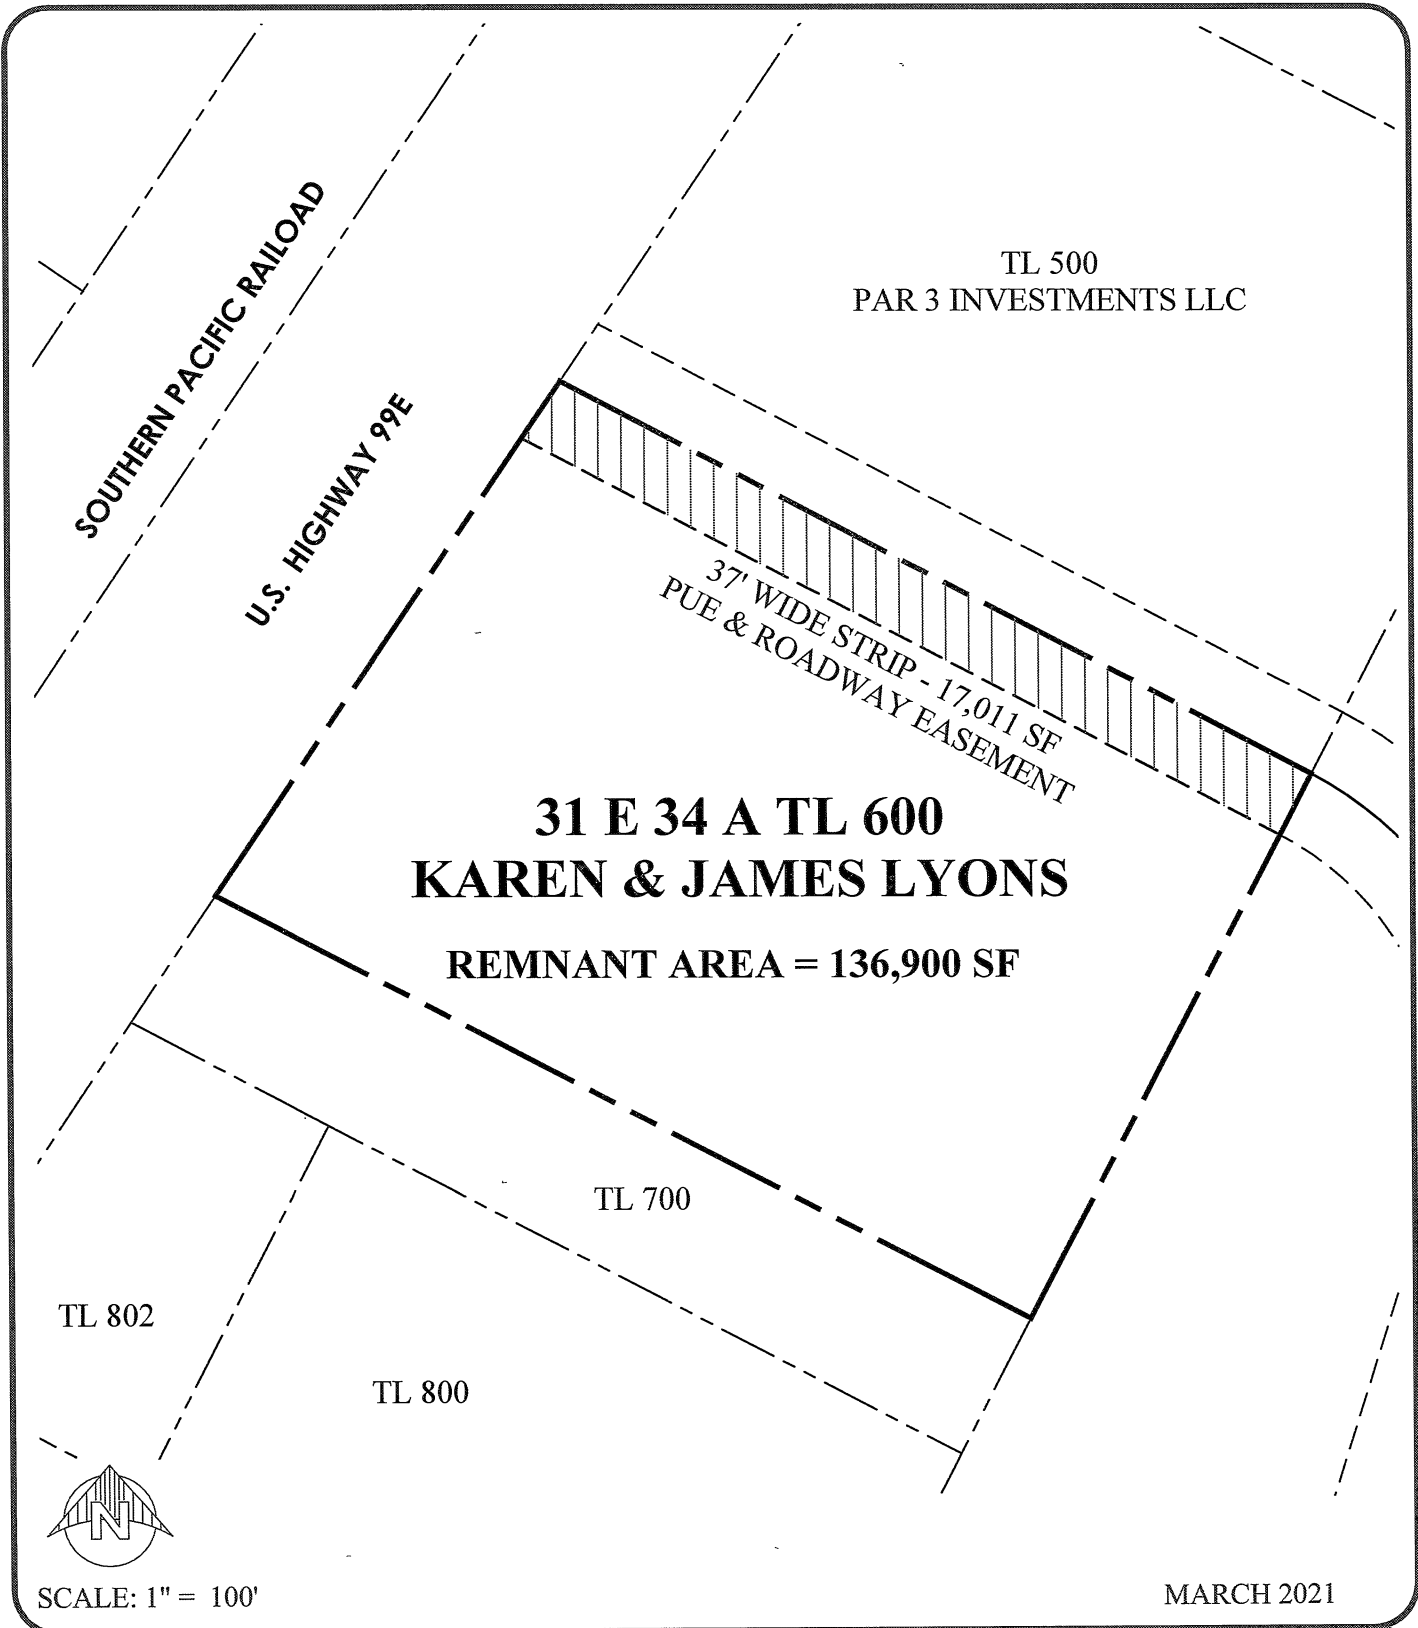 TL 500
PAR 3 INVESTMENTS LLC
SOUTHERN PACIFIC RAILOAD
U.S. HIGHWAY 99E
37' WIDE STRIP - 17,011 SF
PUE & ROADWAY EASEMENT
31 E 34 A TL 600
KAREN & JAMES LYONS
REMNANT AREA = 136,900 SF
TL 700
TL 802
TL 800
N
SCALE: 1" = 100'
MARCH 2021